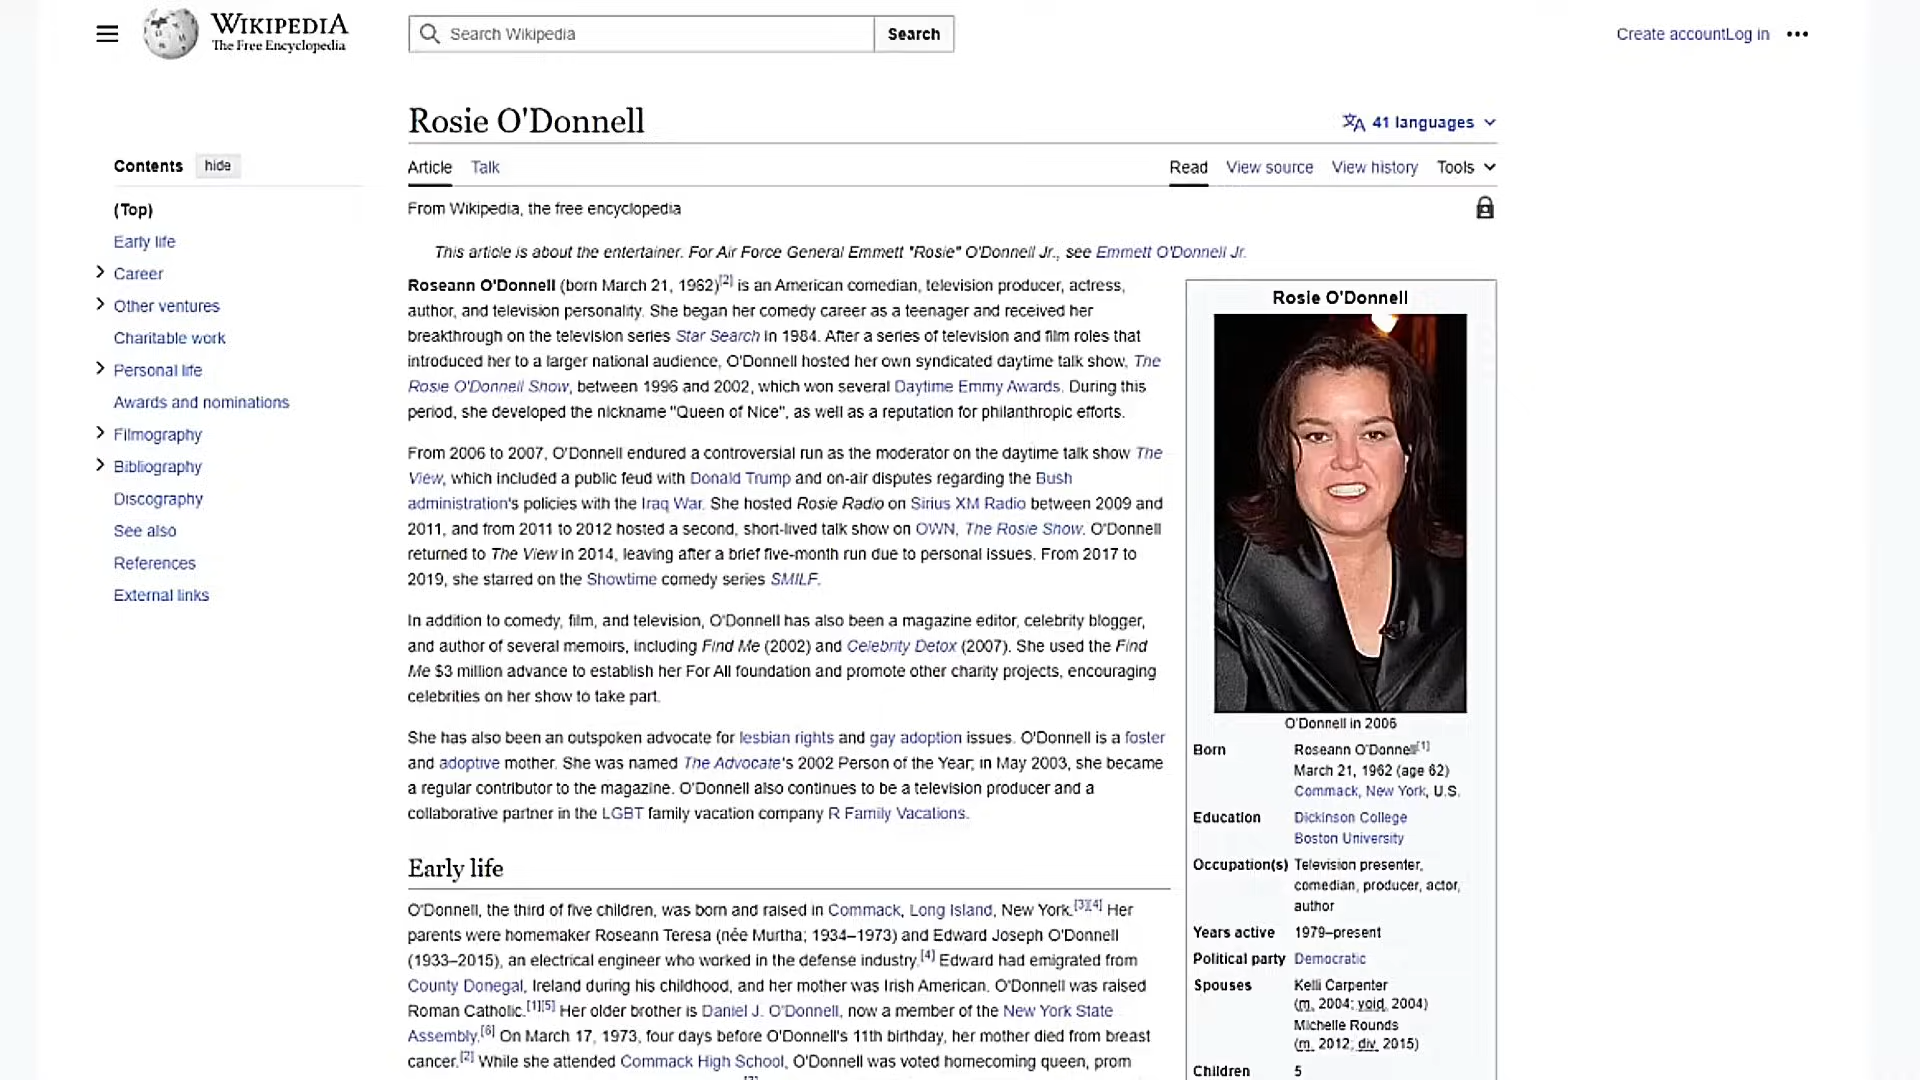 WIKIPEDIA
The Free Encyclopedia
Search Wikipedia
Search
Create account Log in
Contents hide
(Top)
Early life
Career
Other ventures
Charitable work
Personal life
Awards and nominations
Filmography
Bibliography
Discography
See also
References
External links
Rosie O'Donnell
41 languages
Article Talk
Read View source View history Tools
From Wikipedia, the free encyclopedia
This article is about the entertainer. For Air Force General Emmett "Rosie" O'Donnell Jr., see Emmett O'Donnell Jr.
Roseann O'Donnell (born March 21, 1962)[2] is an American comedian, television producer, actress,
author, and television personality. She began her comedy career as a teenager and received her
breakthrough on the television series Star Search in 1984. After a series of television and film roles that
introduced her to a larger national audience, O'Donnell hosted her own syndicated daytime talk show, The
Rosie O'Donnell Show, between 1996 and 2002, which won several Daytime Emmy Awards. During this
period, she developed the nickname "Queen of Nice", as well as a reputation for philanthropic efforts.
From 2006 to 2007, O'Donnell endured a controversial run as the moderator on the daytime talk show The
View, which included a public feud with Donald Trump and on-air disputes regarding the Bush
administration's policies with the Iraq War. She hosted Rosie Radio on Sirius XM Radio between 2009 and
2011, and from 2011 to 2012 hosted a second, short-lived talk show on OWN, The Rosie Show. O'Donnell
returned to The View in 2014, leaving after a brief five-month run due to personal issues. From 2017 to
2019, she starred on the Showtime comedy series SMILF.
In addition to comedy, film, and television, O'Donnell has also been a magazine editor, celebrity blogger,
and author of several memoirs, including Find Me (2002) and Celebrity Detox (2007). She used the Find
Me $3 million advance to establish her For All foundation and promote other charity projects, encouraging
celebrities on her show to take part.
She has also been an outspoken advocate for lesbian rights and gay adoption issues. O'Donnell is a foster
and adoptive mother. She was named The Advocate's 2002 Person of the Year; in May 2003, she became
a regular contributor to the magazine. O'Donnell also continues to be a television producer and a
collaborative partner in the LGBT family vacation company R Family Vacations.
Early life
O'Donnell, the third of five children, was born and raised in Commack, Long Island, New York.[3][4] Her
parents were homemaker Roseann Teresa (née Murtha; 1934–1973) and Edward Joseph O'Donnell
(1933–2015), an electrical engineer who worked in the defense industry.[4] Edward had emigrated from
County Donegal, Ireland during his childhood, and her mother was Irish American. O'Donnell was raised
Roman Catholic.[1][5] Her older brother is Daniel J. O'Donnell, now a member of the New York State
Assembly.[6] On March 17, 1973, four days before O'Donnell's 11th birthday, her mother died from breast
cancer.[2] While she attended Commack High School, O'Donnell was voted homecoming queen, prom
Rosie O'Donnell
O'Donnell in 2006
Born Roseann O'Donnell[1]
March 21, 1962 (age 62)
Commack, New York, U.S.
Education Dickinson College
Boston University
Occupation(s) Television presenter,
comedian, producer, actor,
author
Years active 1979–present
Political party Democratic
Spouses Kelli Carpenter
(m. 2004; void. 2004)
Michelle Rounds
(m. 2012; div. 2015)
Children 5